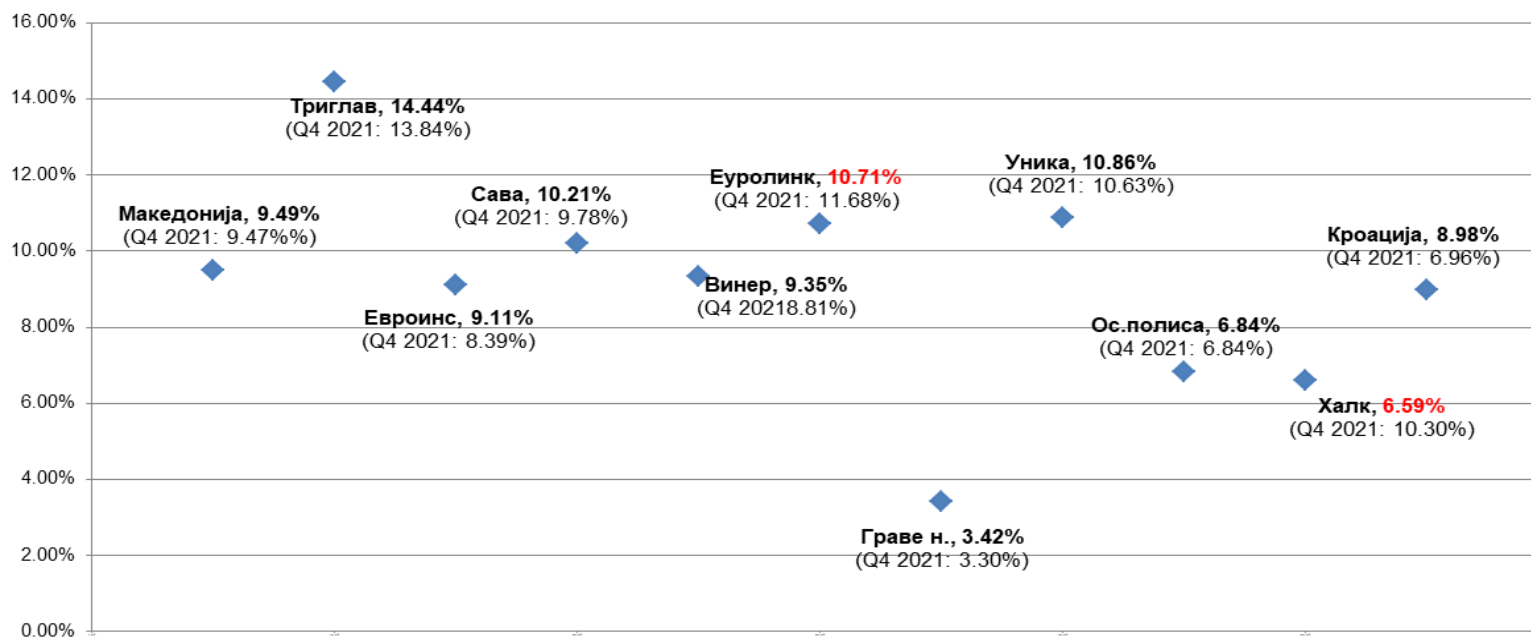 16.00%
14.00%
12.00%
10.00%
8.00%
6.00%
4.00%
2.00%
0.00%
Македонија, 9.49%
(Q4 2021: 9.47%%)
Триглав, 14.44%
(Q4 2021: 13.84%)
Евроинс, 9.11%
(Q4 2021: 8.39%)
Сава, 10.21%
(Q4 2021: 9.78%)
Винер, 9.35%
(Q4 20218.81%)
Еуролинк, 10.71%
(Q4 2021: 11.68%)
Граве н., 3.42%
(Q4 2021: 3.30%)
Уника, 10.86%
(Q4 2021: 10.63%)
Ос.полиса, 6.84%
(Q4 2021: 6.84%)
Халк, 6.59%
(Q4 2021: 10.30%)
Кроација, 8.98%
(Q4 2021: 6.96%)